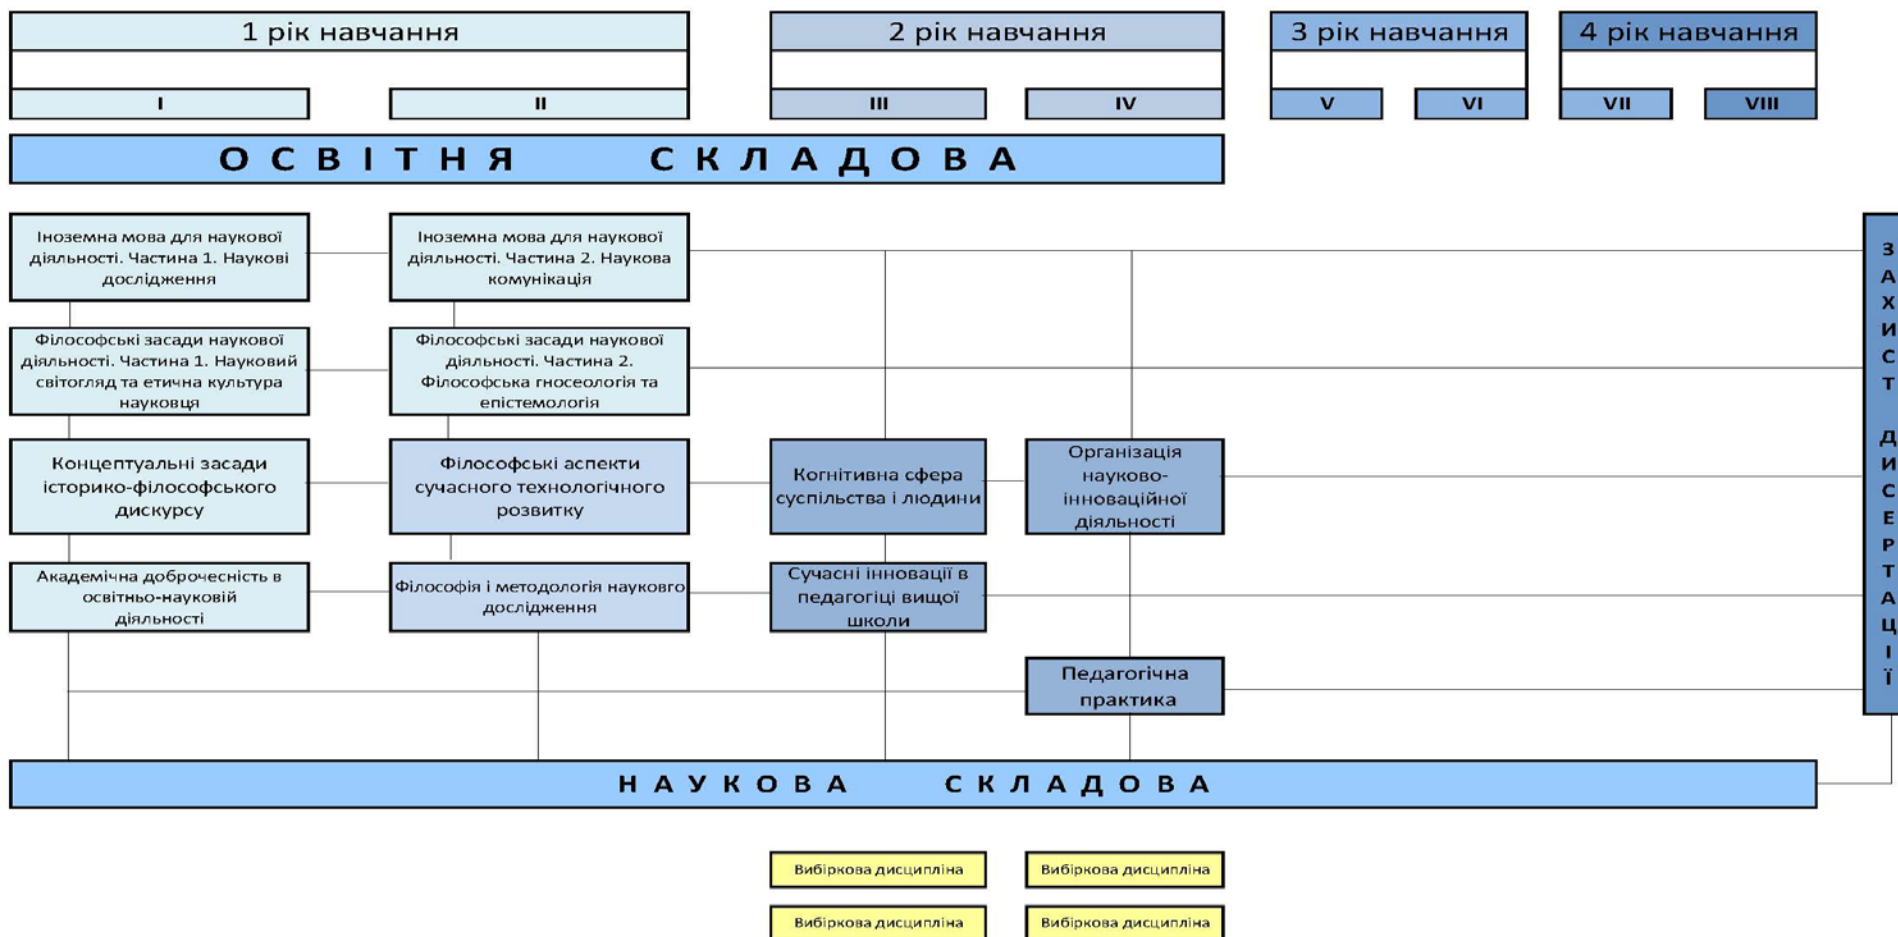 1 рік навчання
2 рік навчання
3 рік навчання
4 рік навчання
I
II
III
IV
V
VI
VII
VIII
ОСВІТНЯ СКЛАДОВА
Іноземна мова для наукової
діяльності. Частина 1. Наукові
дослідження
Іноземна мова для наукової
діяльності. Частина 2. Наукова
комунікація
Філософські засади наукової
діяльності. Частина 1. Науковий
світогляд та етична культура
науковця
Філософські засади наукової
діяльності. Частина 2.
Філософська гносеологія та
епістемологія
Концептуальні засади
історико-філософського
дискурсу
Філософські аспекти
сучасного технологічного
розвитку
Когнітивна сфера
суспільства і людини
Організація
науково-
інноваційної
діяльності
Академічна доброчесність в
освітньо-науковій
діяльності
Філософія і методологія наукового
дослідження
Сучасні інновації в
педагогіці вищої
школи
Педагогічна
практика
ЗАХИСТ ДИСЕРТАЦІЇ
НАУКОВА СКЛАДОВА
Вибіркова дисципліна
Вибіркова дисципліна
Вибіркова дисципліна
Вибіркова дисципліна